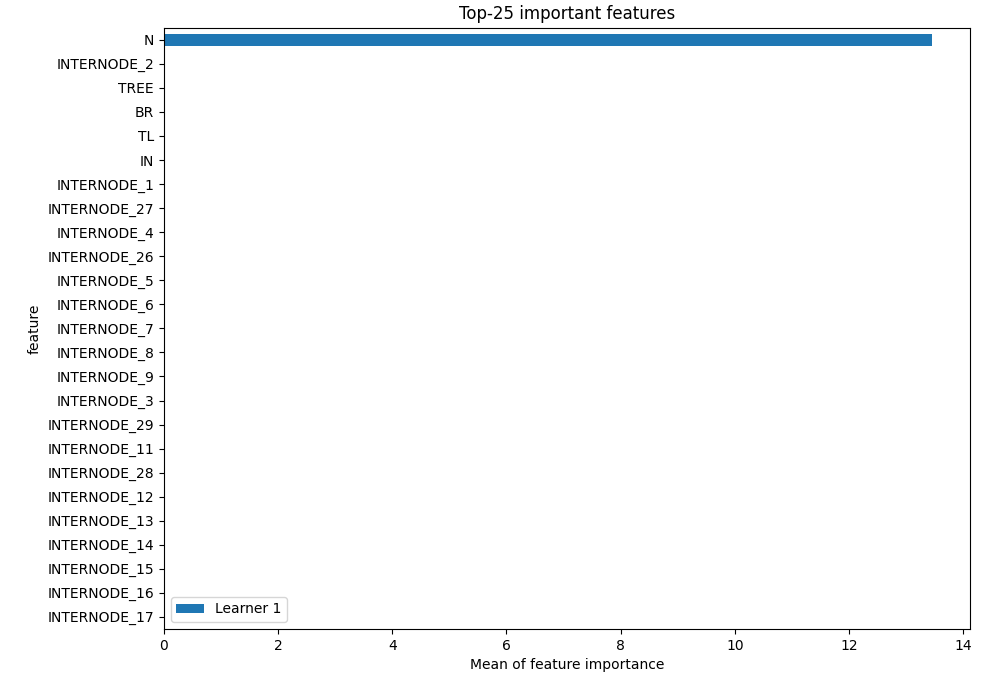 Top-25 important features
N
INTERNODE_2
TREE
BR
TL
IN
INTERNODE_1
INTERNODE_27
INTERNODE_4
INTERNODE_26
INTERNODE_5
INTERNODE_6
INTERNODE_7
INTERNODE_8
INTERNODE_9
INTERNODE_3
INTERNODE_29
INTERNODE_11
INTERNODE_28
INTERNODE_12
INTERNODE_13
INTERNODE_14
INTERNODE_15
INTERNODE_16
INTERNODE_17
feature
Learner 1
0 2 4 6 8 10 12 14
Mean of feature importance